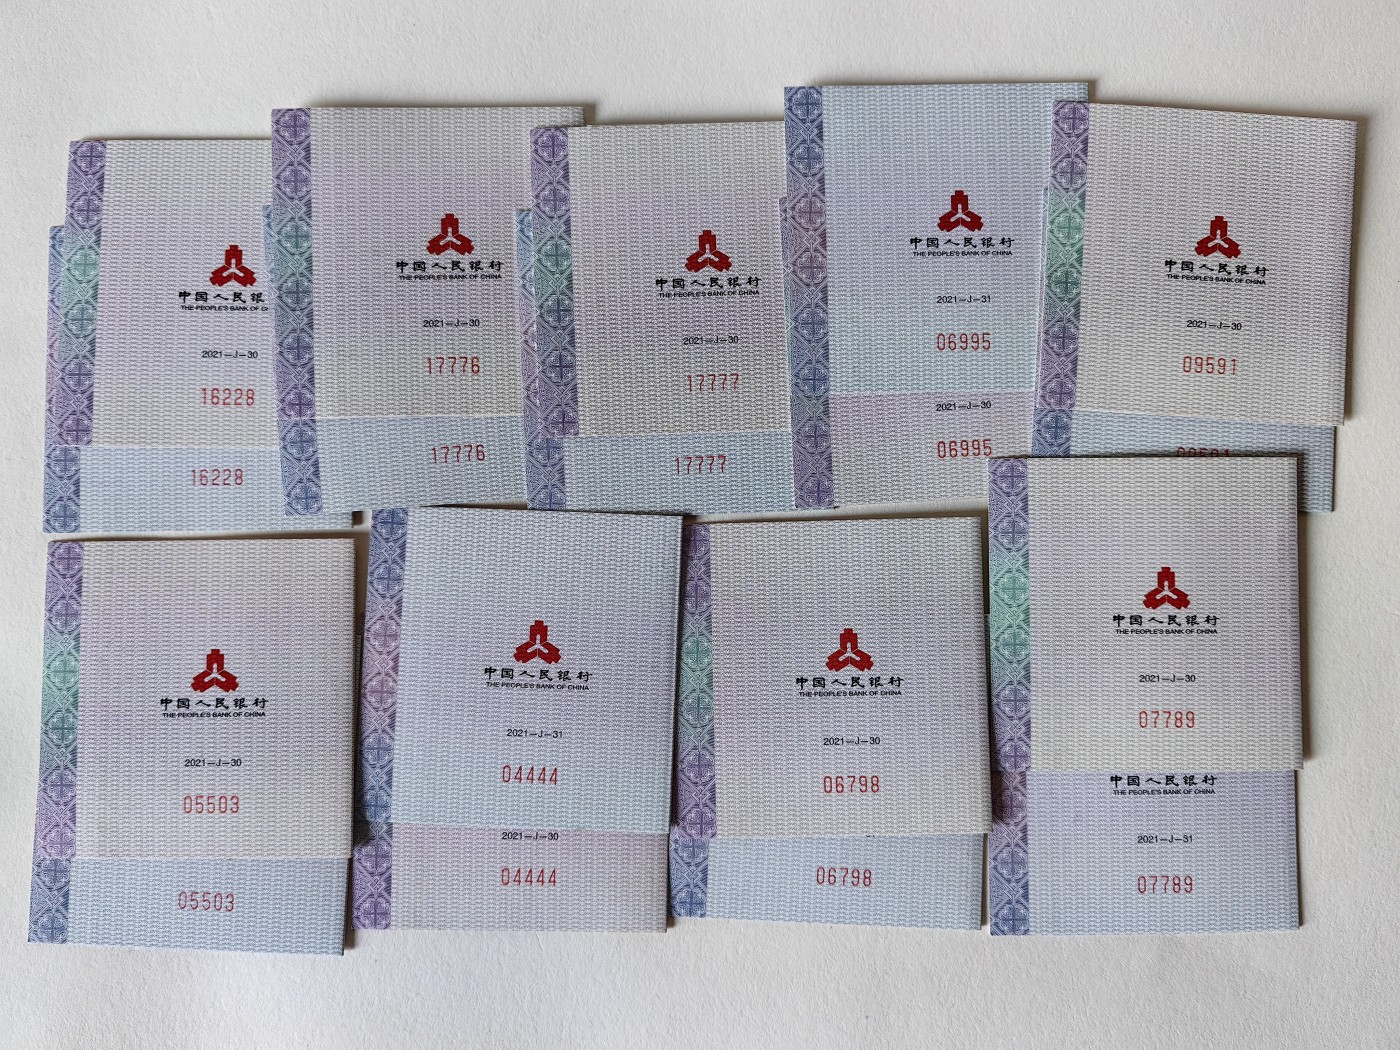 中国人民银行
THE PEOPLE'S BANK OF
2021—J—30
16228
16228
中国人民银行
THE PEOPLE'S BANK OF CHINA
2021—J—30
17776
17776
中国人民银行
THE PEOPLE'S BANK OF CHINA
2021—J—30
17777
17777
中国人民银行
THE PEOPLE'S BANK OF CHINA
2021—J—31
06995
2021—J—30
06995
中国人民银行
THE PEOPLE'S BANK OF CHINA
2021—J—30
09591
中国人民银行
THE PEOPLE'S BANK OF CHINA
2021—J—30
05503
05503
中国人民银行
THE PEOPLE'S BANK OF CHINA
2021—J—31
04444
2021—J—30
04444
中国人民银行
THE PEOPLE'S BANK OF CHINA
2021—J—30
06798
06798
中国人民银行
THE PEOPLE'S BANK OF CHINA
2021—J—30
07789
中国人民银行
THE PEOPLE'S BANK OF CHINA
2021—J—31
07789